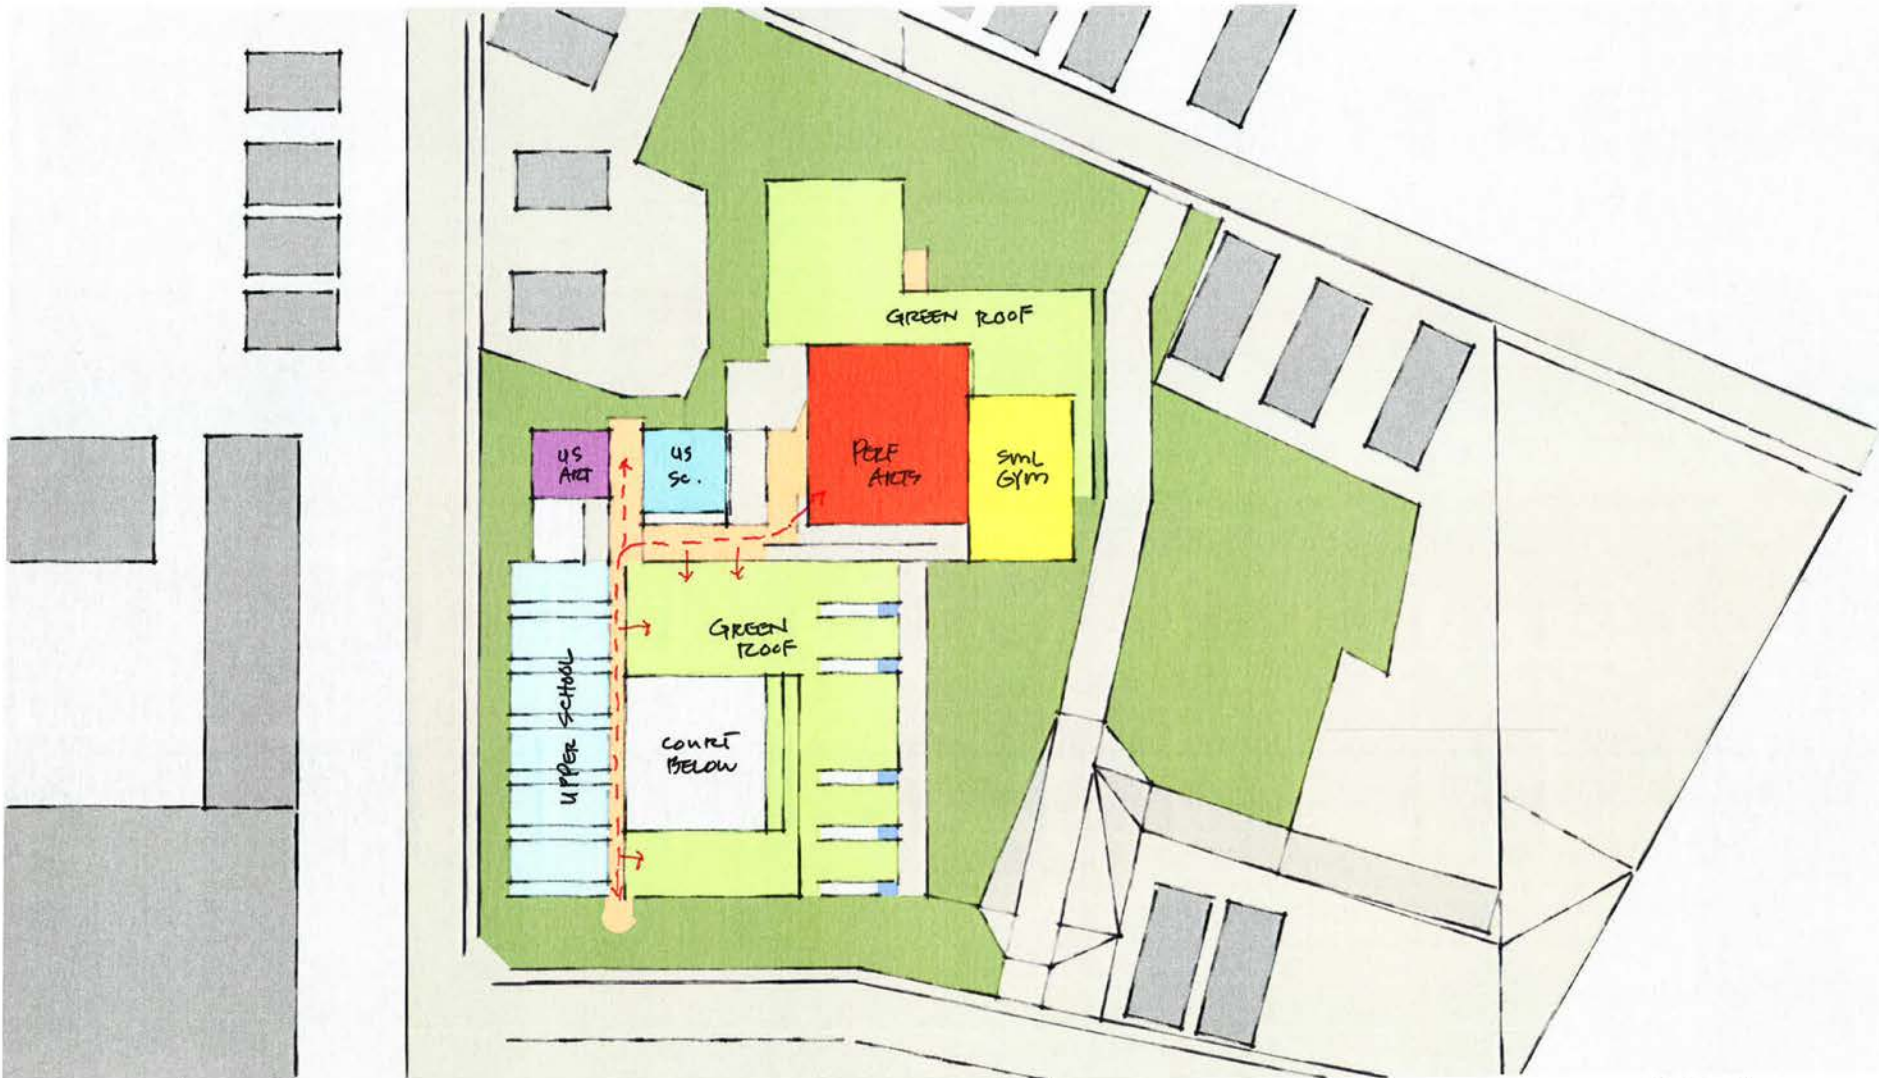 GREEN ROOF
US
ART
US
SC.
PERF
ARTS
SML
GYM
GREEN
ROOF
UPPER SCHOOL
COURT
BELOW